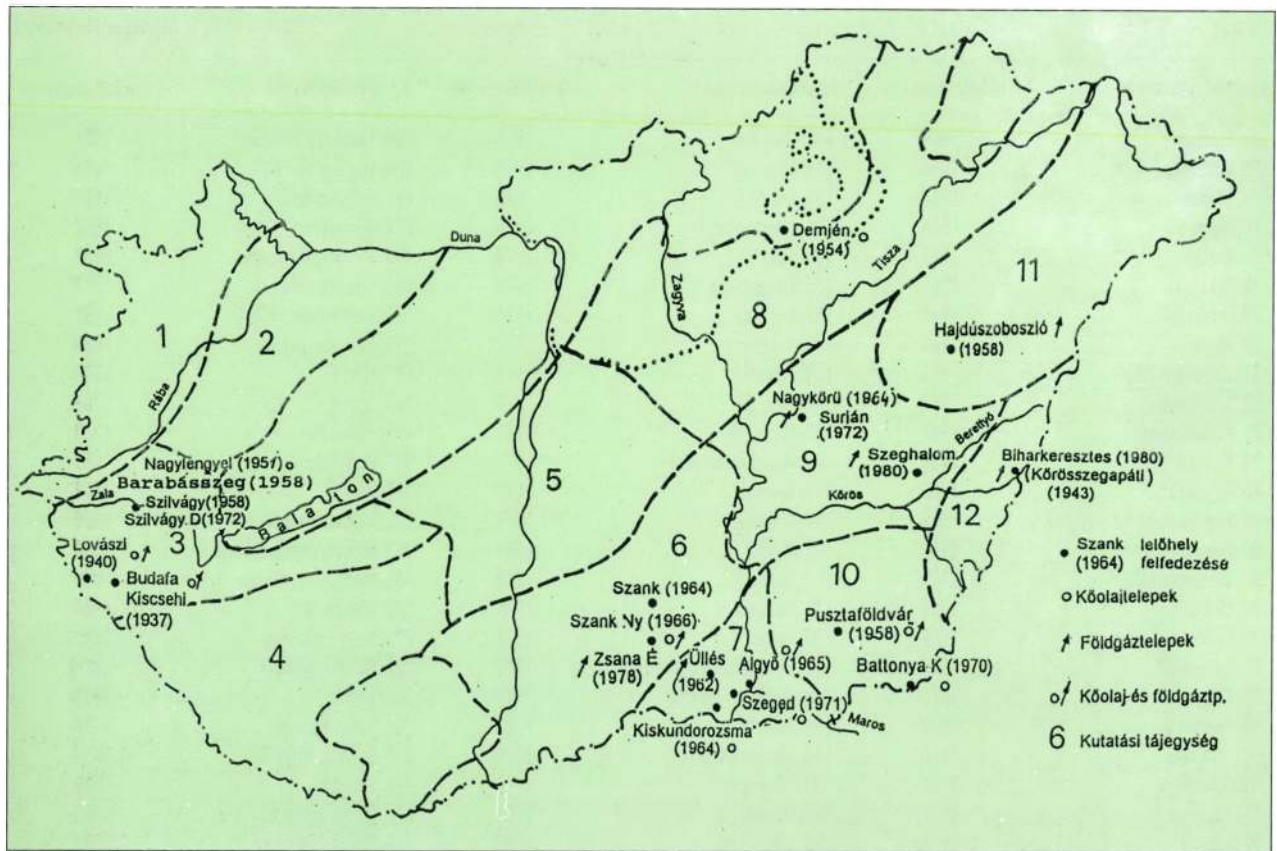 Duna
Rába
Zala
Balaton
Zagyva
Tisza
Berettyó
Körös
Maros
1
2
3
4
5
6
7
8
9
10
11
12
Demjén
(1954)
Hajdúszoboszló
(1958)
Nagykörü (1964)
Surján
(1972)
Szeghalom
(1980)
Biharkeresztes (1980)
(Körösszegapáti)
(1943)
Nagylengyel (1951)
Barabásszeg (1958)
Szilvágy (1958)
Szilvágy D (1972)
Lovászi
(1940)
Budafa
Kiscsehi
(1937)
Szank (1964)
Szank Ny (1966)
Zsana É
(1978)
Üllés
(1962)
Algyő (1965)
Szeged (1971)
Kiskundorozsma
(1964)
Pusztaföldvár
(1958)
Battonya K (1970)
Szank lelőhely
(1964) felfedezése
Kőolajtelepek
Földgáztelepek
Kőolaj-és földgáztp.
6 Kutatási tájegység